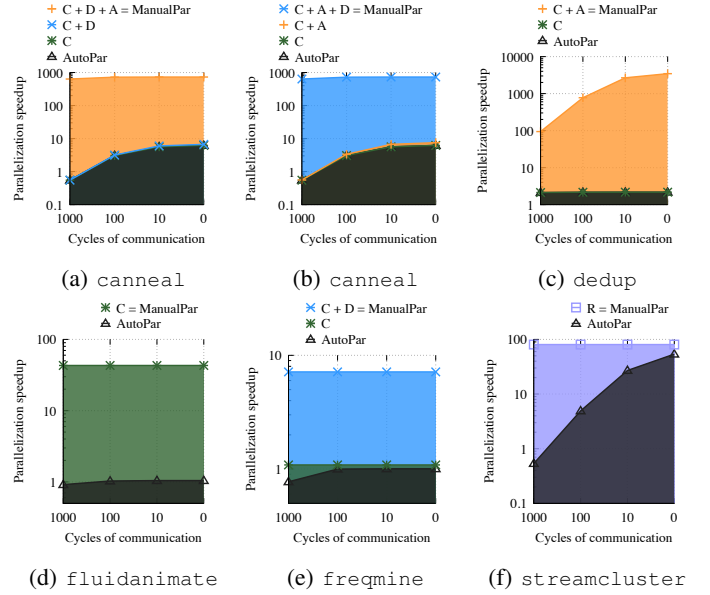 C + D + A = ManualPar
C + D
C
AutoPar
Parallelization speedup
1000
100
10
1
0.1
1000 100 10 0
Cycles of communication
(a) canneal
C + A + D = ManualPar
C + A
C
AutoPar
Parallelization speedup
1000
100
10
1
0.1
1000 100 10 0
Cycles of communication
(b) canneal
C + A = ManualPar
C
AutoPar
Parallelization speedup
10000
1000
100
10
1
1000 100 10 0
Cycles of communication
(c) dedup
C = ManualPar
AutoPar
Parallelization speedup
100
10
1
1000 100 10 0
Cycles of communication
(d) fluidanimate
C + D = ManualPar
C
AutoPar
Parallelization speedup
10
1
1000 100 10 0
Cycles of communication
(e) freqmine
R = ManualPar
AutoPar
Parallelization speedup
100
10
1
0.1
1000 100 10 0
Cycles of communication
(f) streamcluster